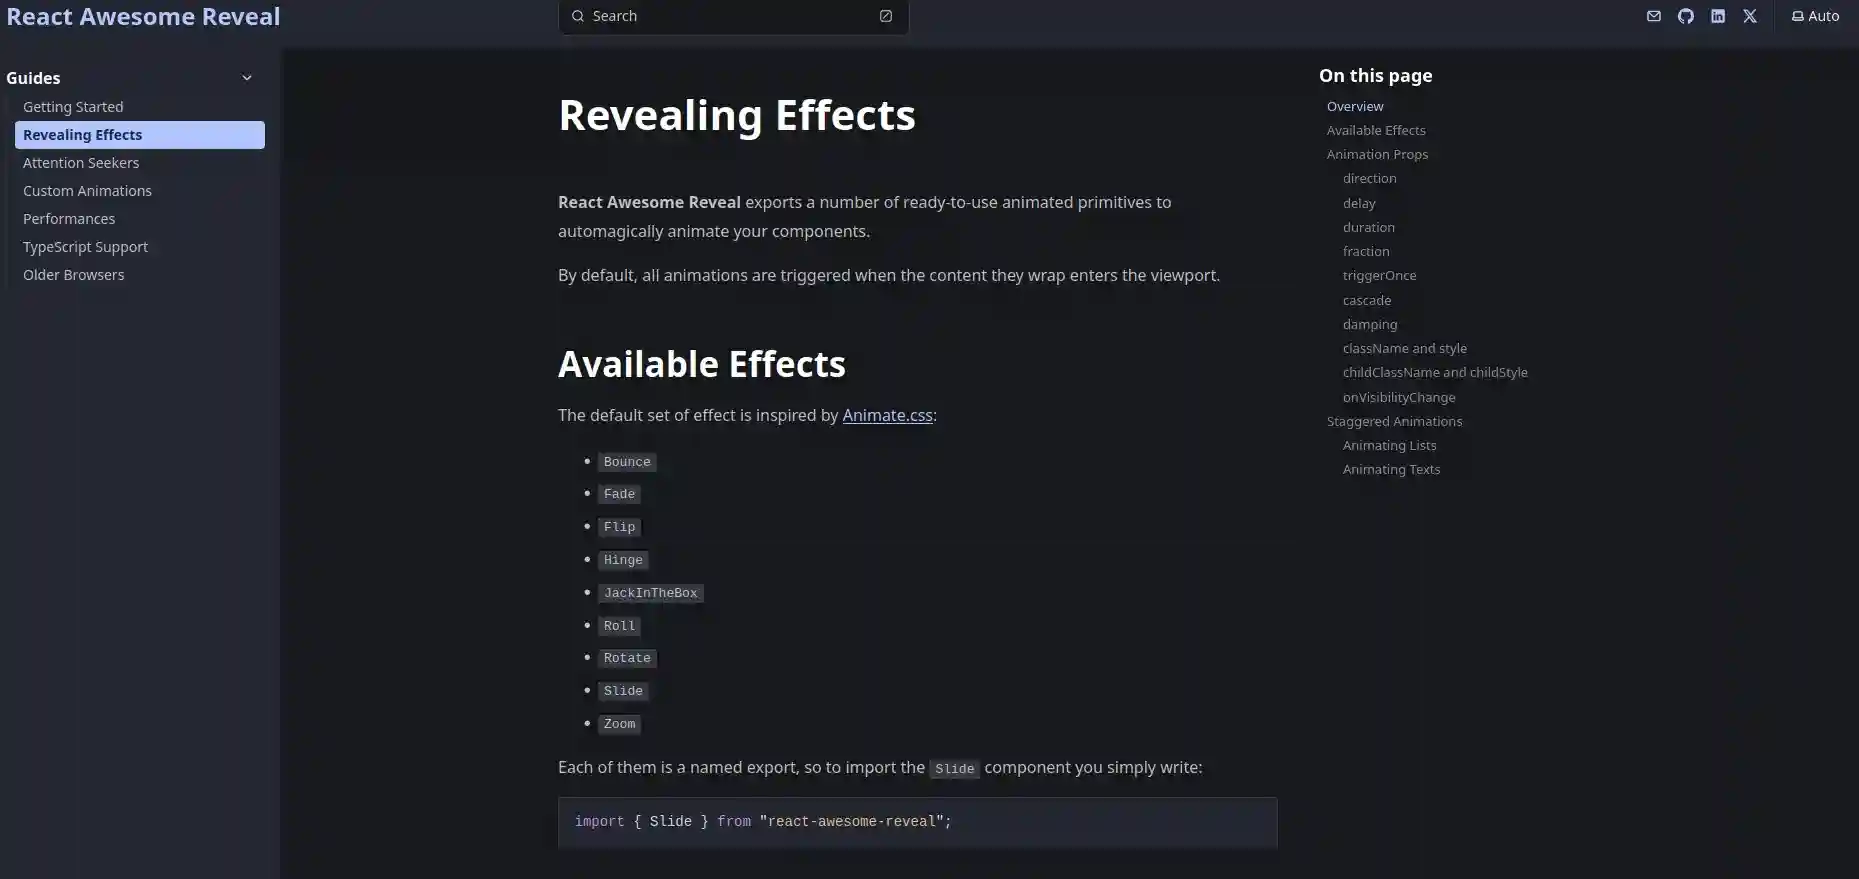 React Awesome Reveal
Search
Auto
Guides
Getting Started
Revealing Effects
Attention Seekers
Custom Animations
Performances
TypeScript Support
Older Browsers
Revealing Effects
React Awesome Reveal exports a number of ready-to-use animated primitives to
automagically animate your components.
By default, all animations are triggered when the content they wrap enters the viewport.
Available Effects
The default set of effect is inspired by Animate.css:
Bounce
Fade
Flip
Hinge
JackInTheBox
Roll
Rotate
Slide
Zoom
Each of them is a named export, so to import the Slide component you simply write:
import { Slide } from "react-awesome-reveal";
On this page
Overview
Available Effects
Animation Props
direction
delay
duration
fraction
triggerOnce
cascade
damping
className and style
childClassName and childStyle
onVisibilityChange
Staggered Animations
Animating Lists
Animating Texts